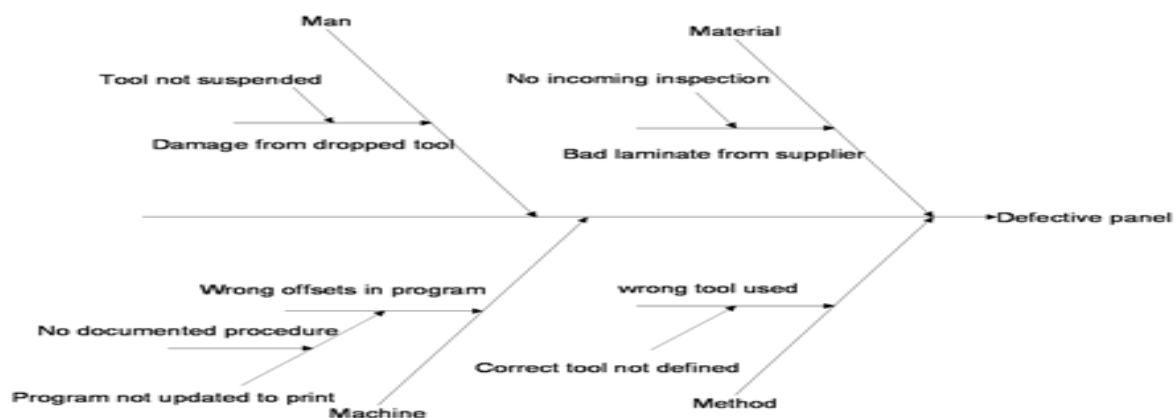 Man
Material
Tool not suspended
No incoming inspection
Damage from dropped tool
Bad laminate from supplier
Defective panel
Wrong offsets in program
wrong tool used
No documented procedure
Correct tool not defined
Program not updated to print
Machine
Method